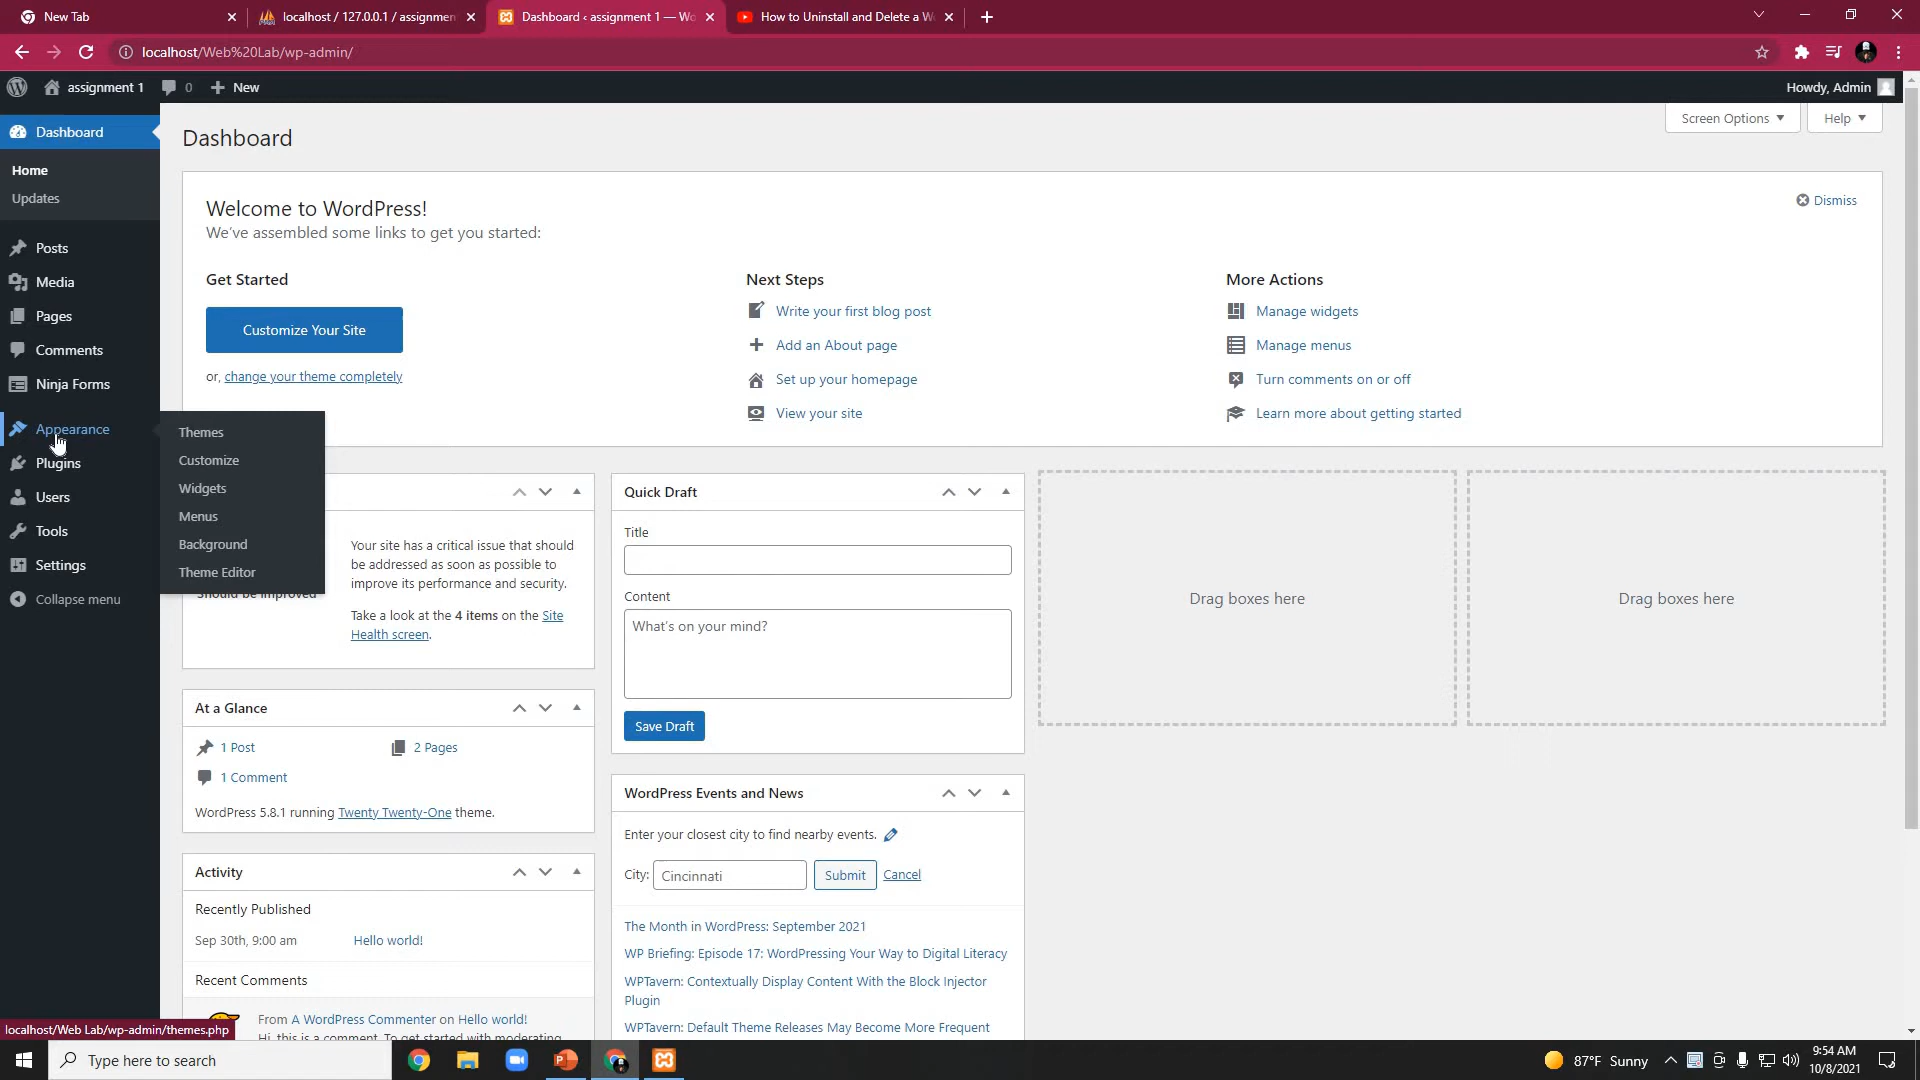 New Tab
localhost / 127.0.0.1 / assignmen
Dashboard ‹ assignment 1 — Wo
How to Uninstall and Delete a W
localhost/Web%20Lab/wp-admin/
assignment 1
0
New
Howdy, Admin
Dashboard
Home
Updates
Posts
Media
Pages
Comments
Ninja Forms
Appearance
Plugins
Users
Tools
Settings
Collapse menu
Themes
Customize
Widgets
Menus
Background
Theme Editor
Dashboard
Screen Options
Help
Welcome to WordPress!
We've assembled some links to get you started:
Dismiss
Get Started
Customize Your Site
or, change your theme completely
Next Steps
Write your first blog post
Add an About page
Set up your homepage
View your site
More Actions
Manage widgets
Manage menus
Turn comments on or off
Learn more about getting started
Should be improved
Your site has a critical issue that should
be addressed as soon as possible to
improve its performance and security.
Take a look at the 4 items on the Site
Health screen.
At a Glance
1 Post
2 Pages
1 Comment
WordPress 5.8.1 running Twenty Twenty-One theme.
Activity
Recently Published
Sep 30th, 9:00 am
Hello world!
Recent Comments
From A WordPress Commenter on Hello world!
Hi, this is a comment. To get started with moderating,
Quick Draft
Title
Content
What's on your mind?
Save Draft
WordPress Events and News
Enter your closest city to find nearby events.
City:
Cincinnati
Submit
Cancel
The Month in WordPress: September 2021
WP Briefing: Episode 17: WordPressing Your Way to Digital Literacy
WPTavern: Contextually Display Content With the Block Injector
Plugin
WPTavern: Default Theme Releases May Become More Frequent
Drag boxes here
Drag boxes here
localhost/Web Lab/wp-admin/themes.php
Type here to search
87°F Sunny
9:54 AM
10/8/2021